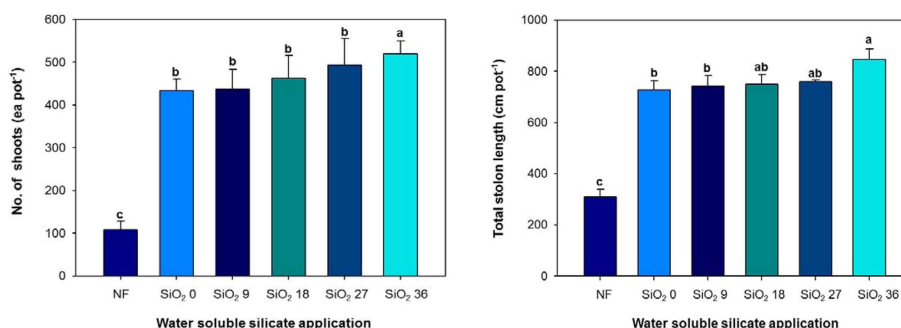 600
500
400
300
200
100
0
No. of shoots (ea pot⁻¹)
c
b
b
b
b
a
NF
SiO₂ 0
SiO₂ 9
SiO₂ 18
SiO₂ 27
SiO₂ 36
Water soluble silicate application
1000
800
600
400
200
0
Total stolon length (cm pot⁻¹)
c
b
b
ab
ab
a
NF
SiO₂ 0
SiO₂ 9
SiO₂ 18
SiO₂ 27
SiO₂ 36
Water soluble silicate application